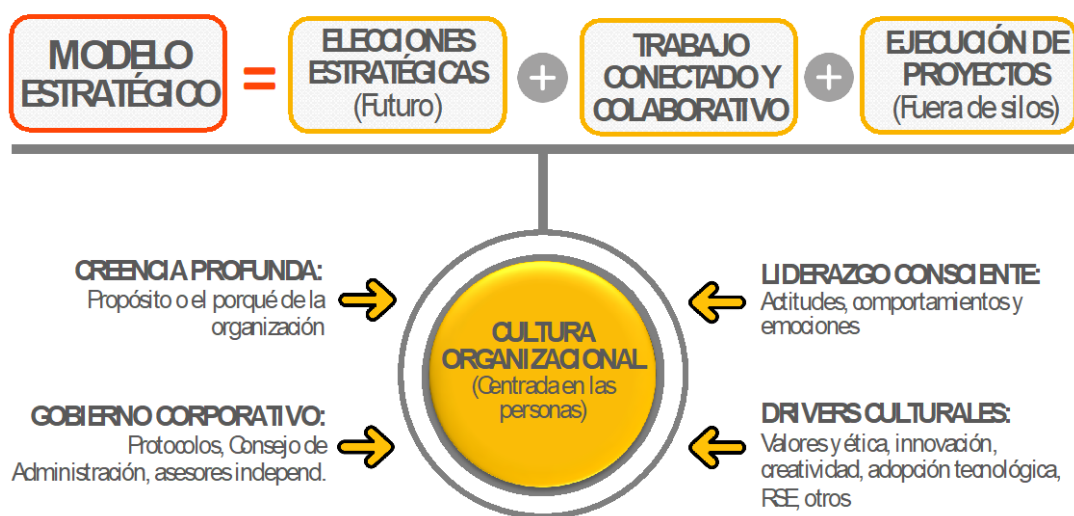 MODELO
ESTRATÉGICO
=
ELECCIONES
ESTRATÉGICAS
(Futuro)
+
TRABAJO
CONECTADO Y
COLABORATIVO
+
EJECUCIÓN DE
PROYECTOS
(Fuera de silos)
CREENCIA PROFUNDA:
Propósito o el porqué de la
organización
GOBIERNO CORPORATIVO:
Protocolos, Consejo de
Administración, asesores independ.
CULTURA
ORGANIZACIONAL
(Centrada en las
personas)
LIDERAZGO CONSCIENTE:
Actitudes, comportamientos y
emociones
DRIVERS CULTURALES:
Valores y ética, innovación,
creatividad, adopción tecnológica,
RSE, otros